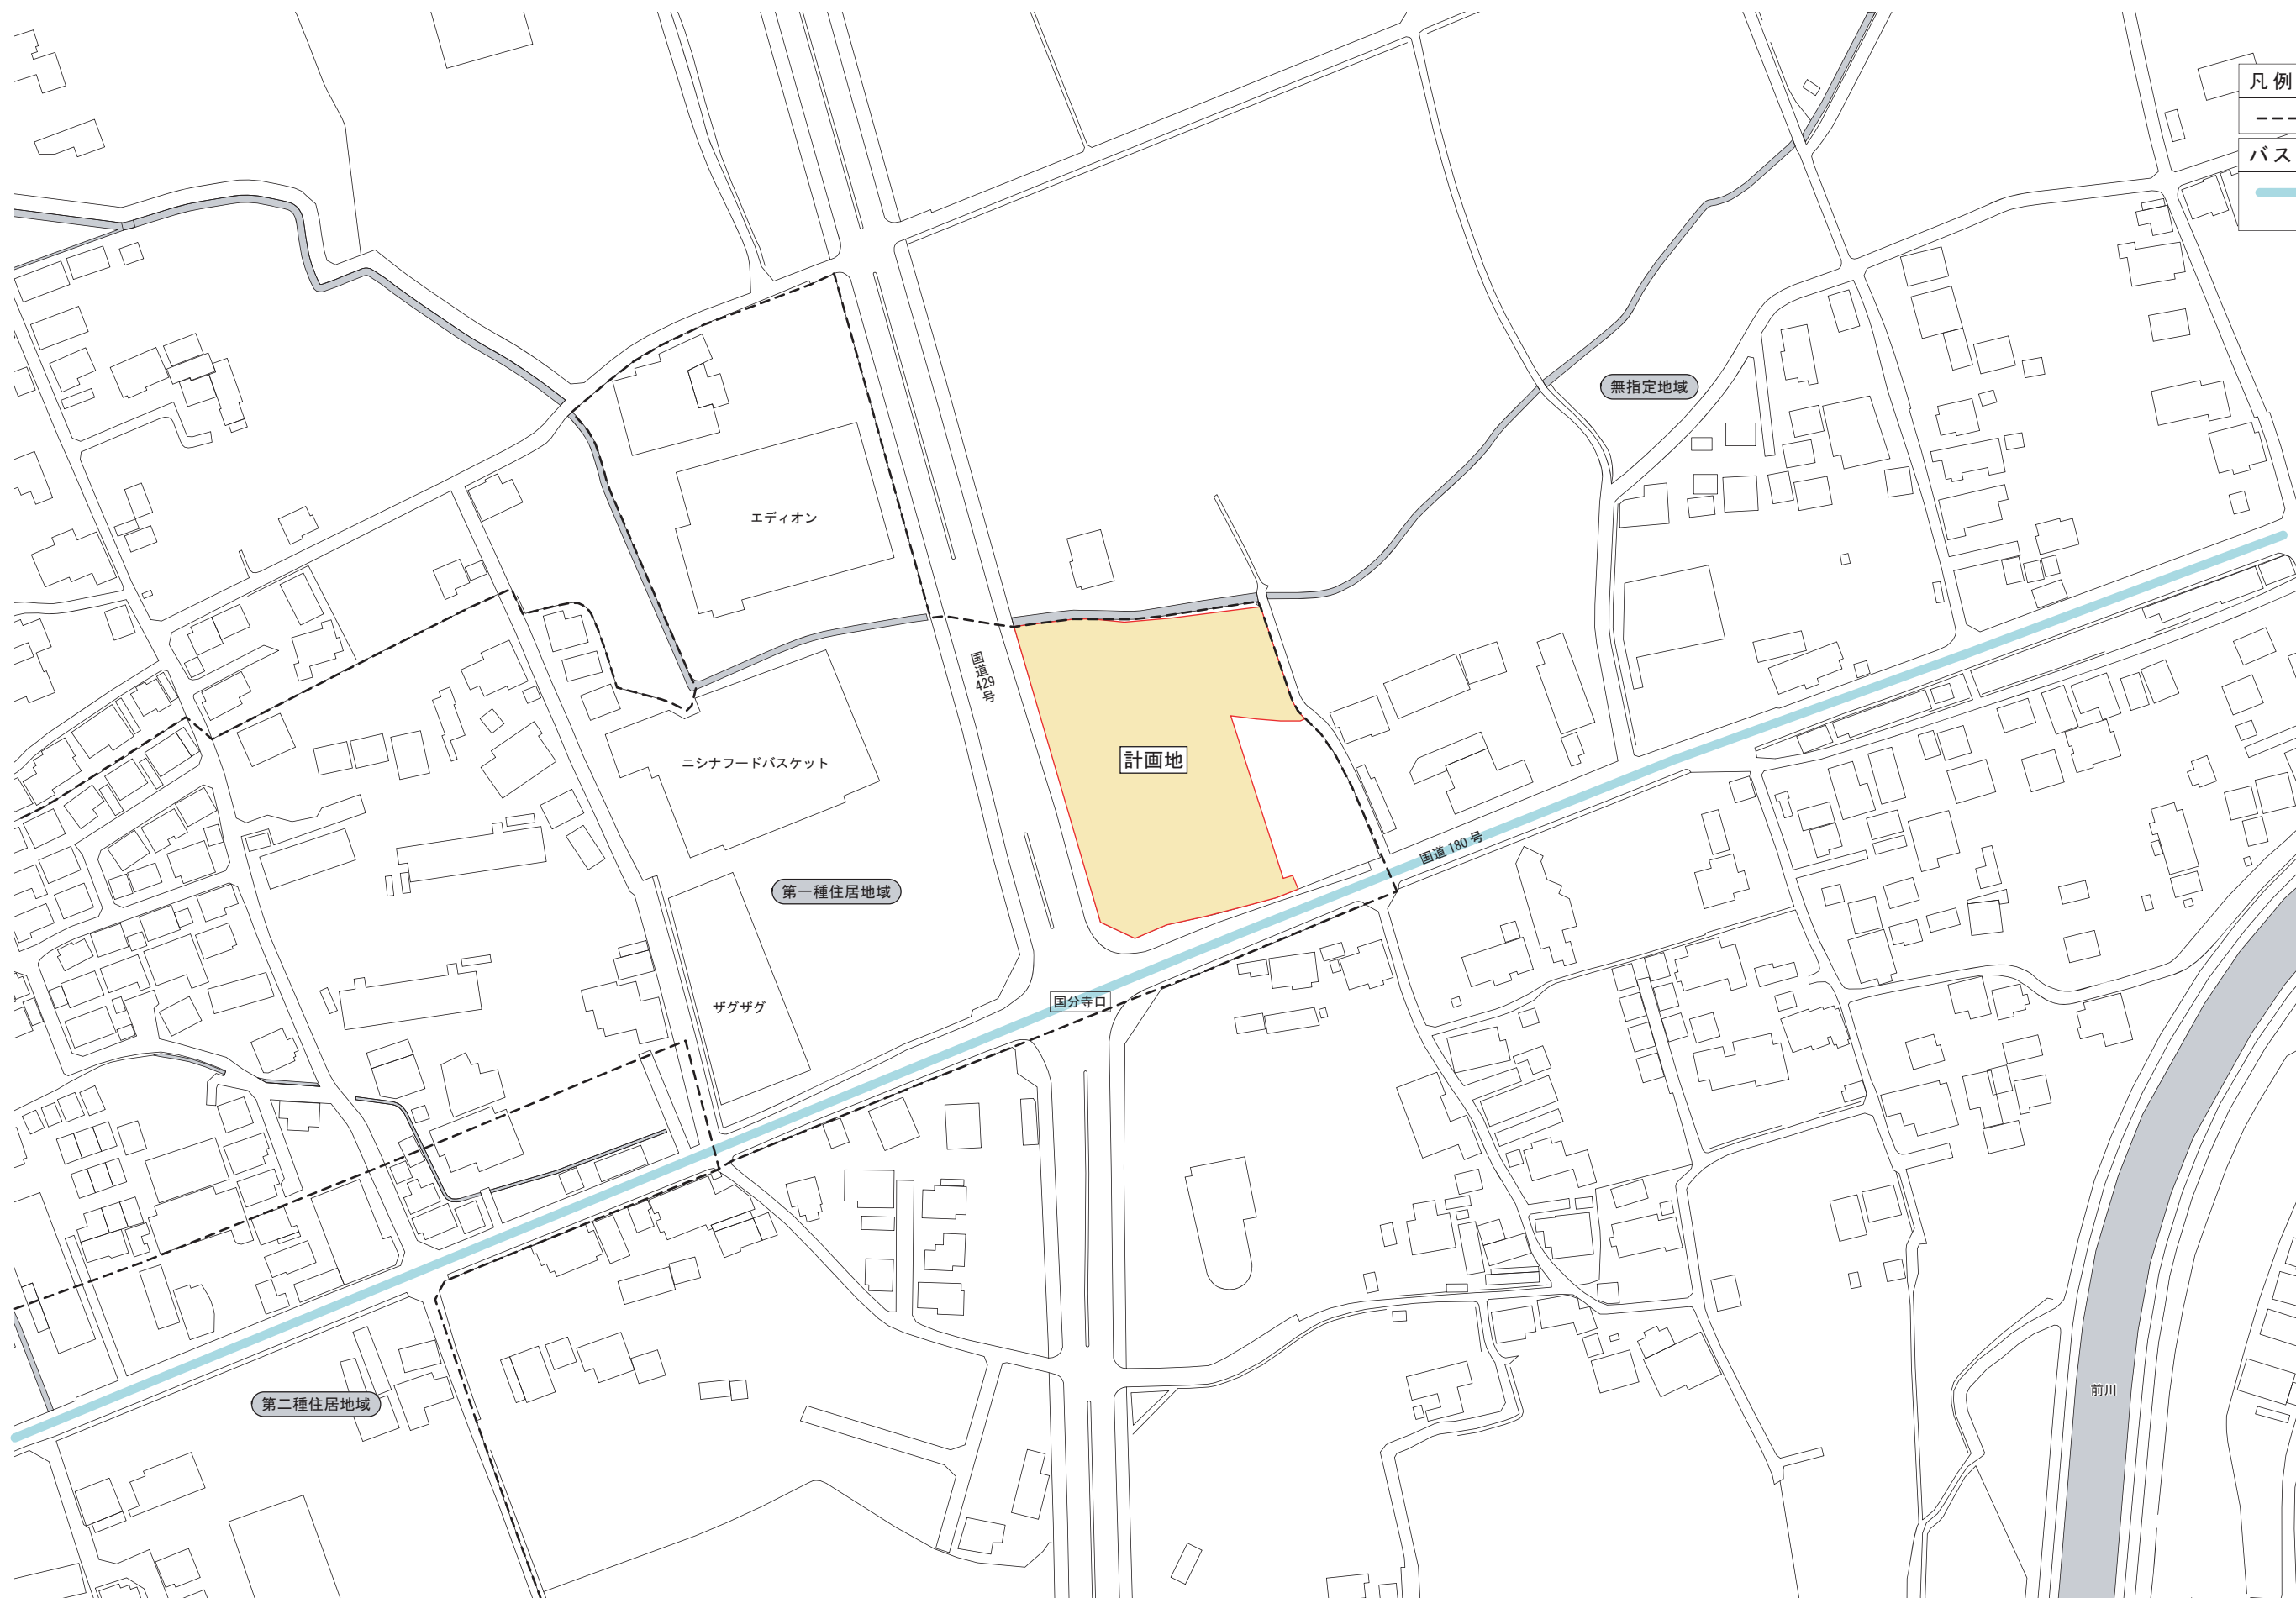 凡 例
バス
無指定地域
エディオン
国道429号
ニシナフードバスケット
計画地
国道 180 号
第一種住居地域
国分寺口
ザグザグ
前川
第二種住居地域